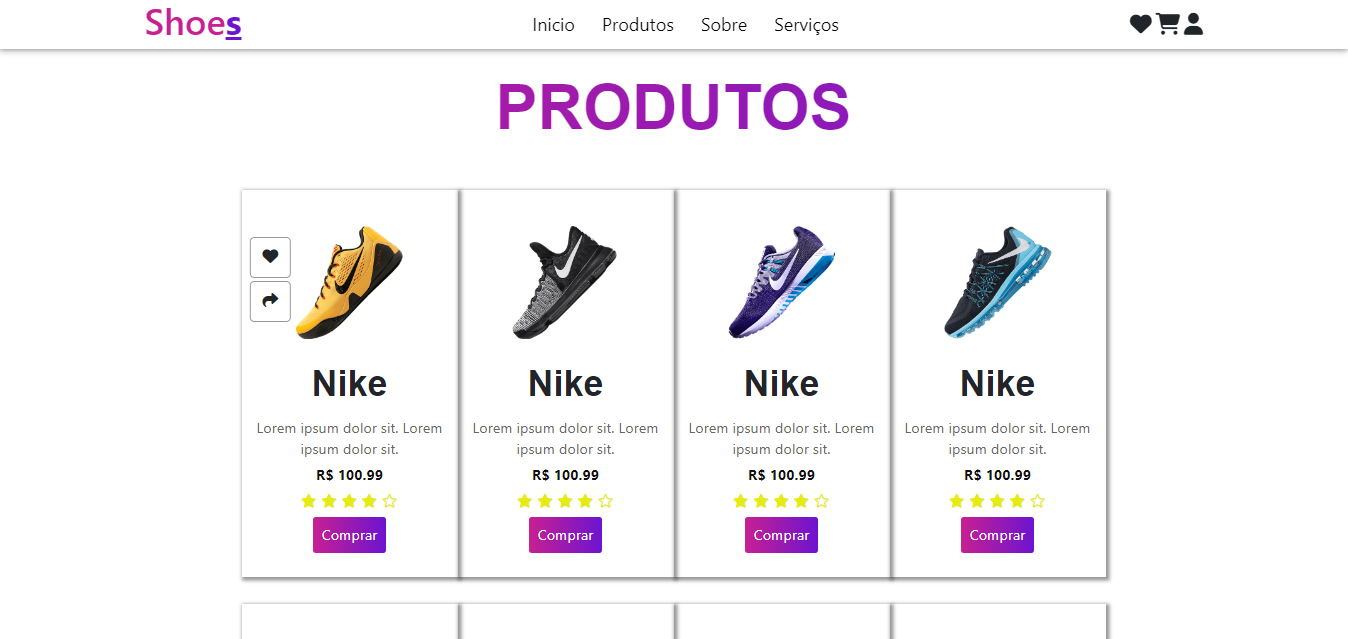 Shoes
Inicio Produtos Sobre Serviços
PRODUTOS
Nike
Lorem ipsum dolor sit. Lorem
ipsum dolor sit.
R$ 100.99
Comprar
Nike
Lorem ipsum dolor sit. Lorem
ipsum dolor sit.
R$ 100.99
Comprar
Nike
Lorem ipsum dolor sit. Lorem
ipsum dolor sit.
R$ 100.99
Comprar
Nike
Lorem ipsum dolor sit. Lorem
ipsum dolor sit.
R$ 100.99
Comprar